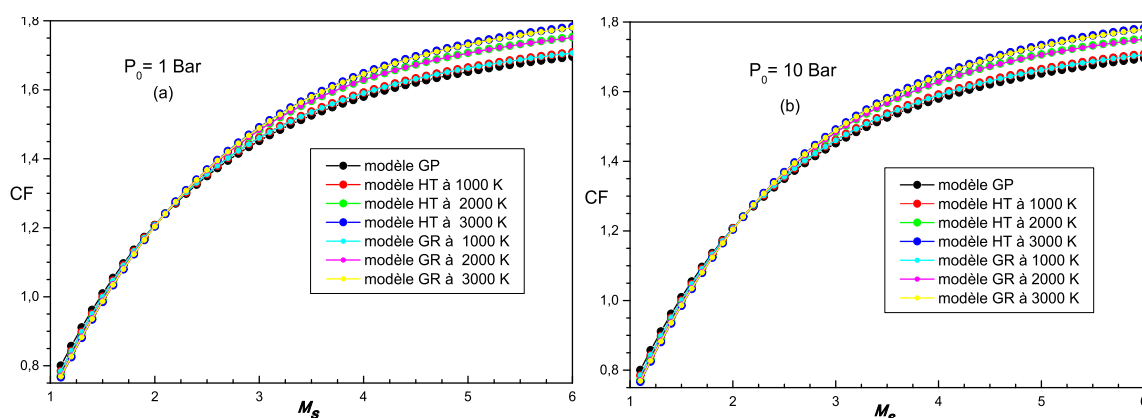 1,8
1,6
1,4
1,2
1,0
0,8
CF
P0= 1 Bar
(a)
modèle GP
modèle HT à 1000 K
modèle HT à 2000 K
modèle HT à 3000 K
modèle GR à 1000 K
modèle GR à 2000 K
modèle GR à 3000 K
1 2 3 4 5 6
Ms
1,8
1,6
1,4
1,2
1,0
0,8
CF
P0= 10 Bar
(b)
modèle GP
modèle HT à 1000 K
modèle HT à 2000 K
modèle HT à 3000 K
modèle GR à 1000 K
modèle GR à 2000 K
modèle GR à 3000 K
1 2 3 4 5 6
Ms